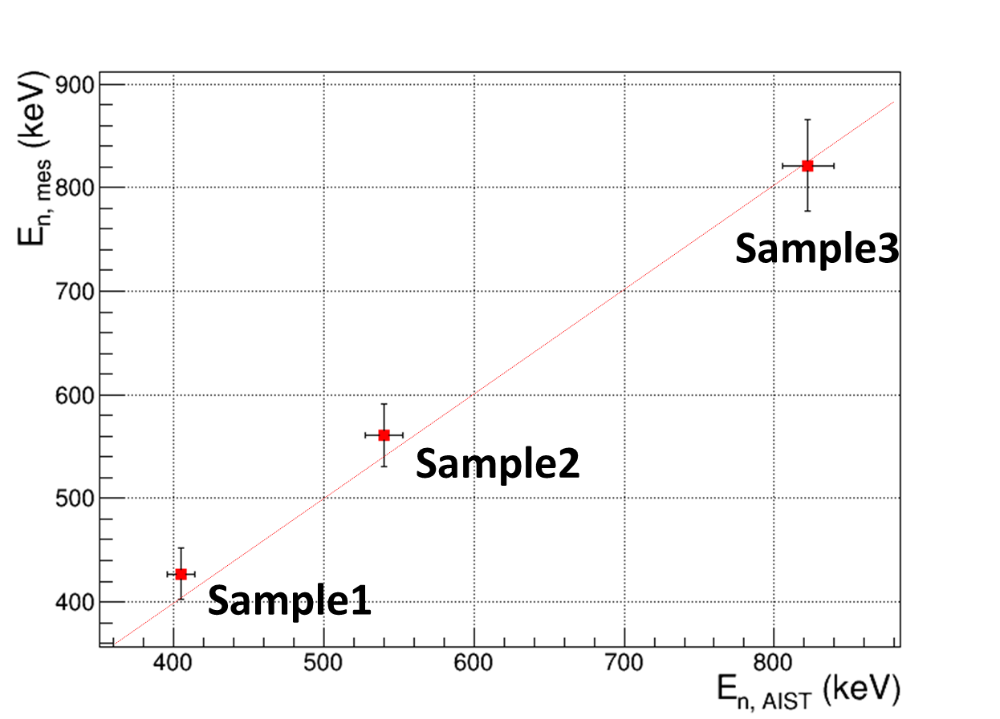 E_n, mes (keV)
900
800
700
600
500
400
Sample3
Sample2
Sample1
400 500 600 700 800
E_n, AIST (keV)